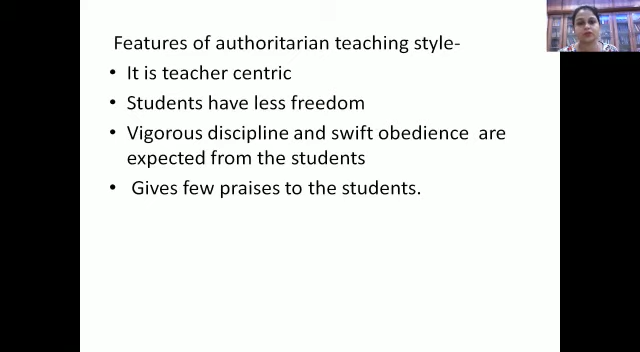 Features of authoritarian teaching style-
• It is teacher centric
• Students have less freedom
• Vigorous discipline and swift obedience are
expected from the students
• Gives few praises to the students.